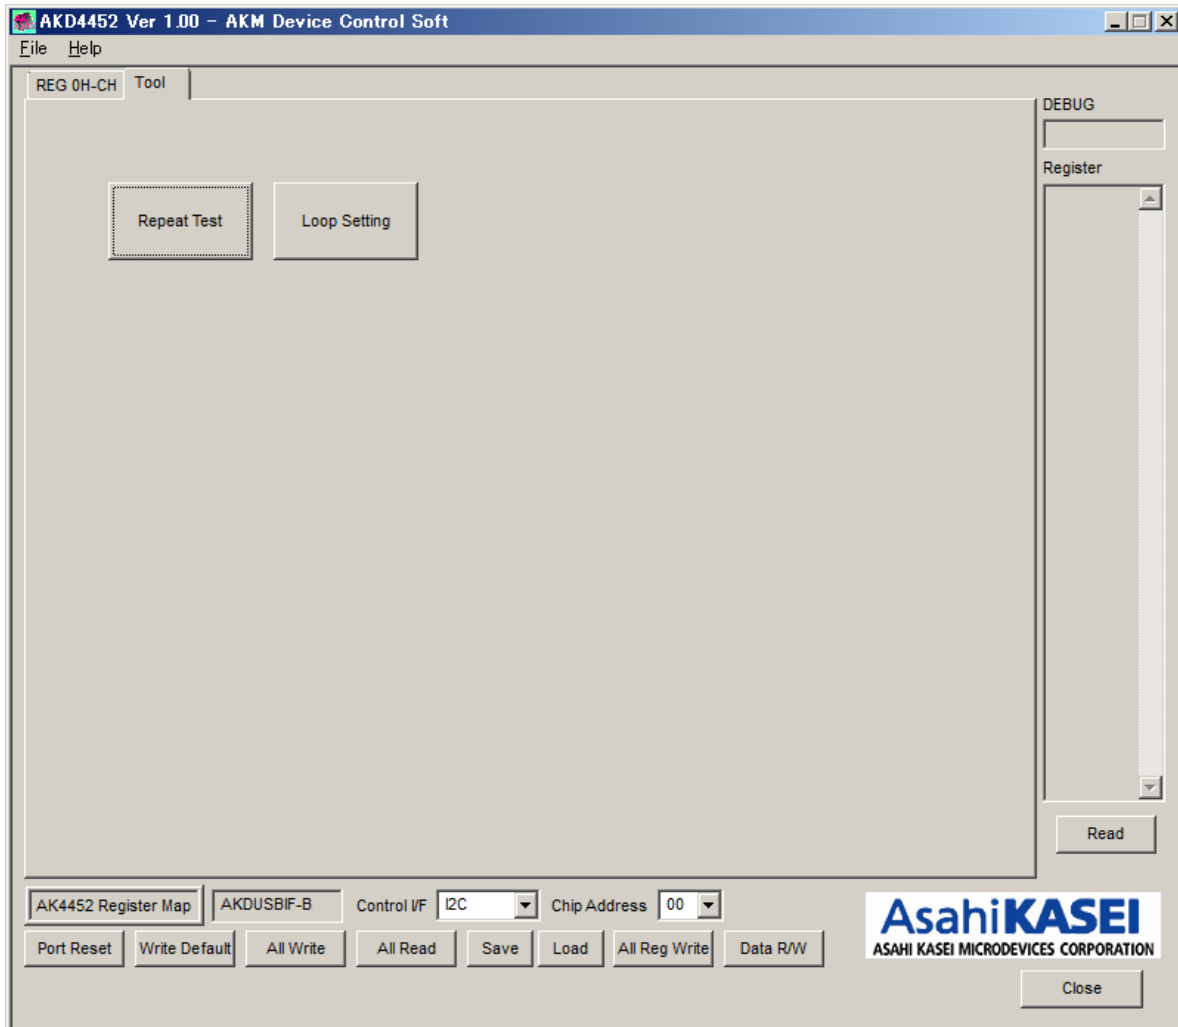 AKD4452 Ver 1.00 - AKM Device Control Soft
File Help
REG 0H-CH Tool
DEBUG
Register
Repeat Test Loop Setting
Read
AK4452 Register Map AKDUSBIF-B Control I/F I2C Chip Address 00
Port Reset Write Default All Write All Read Save Load All Reg Write Data R/W
AsahiKASEI
ASAHI KASEI MICRODEVICES CORPORATION
Close